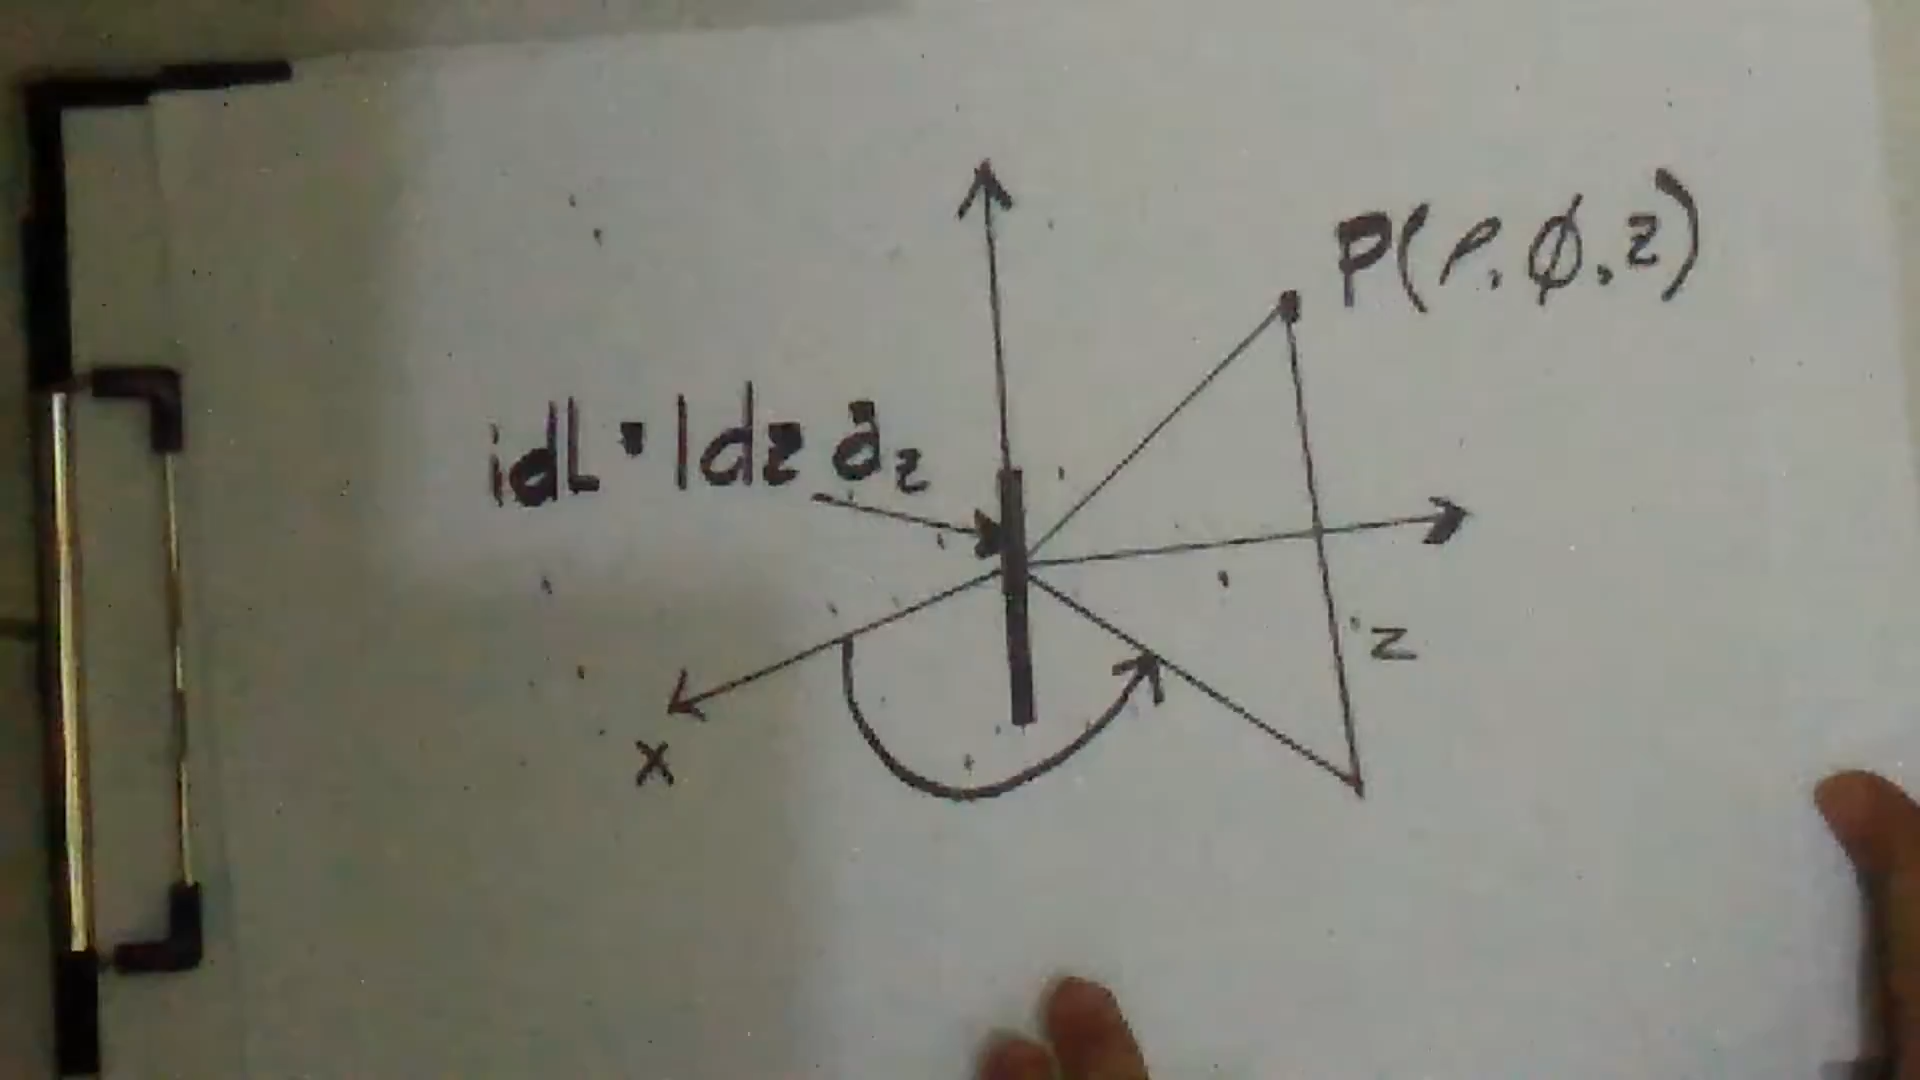 P(ρ,ϕ,z)
idL = Idz a̅z
z
x